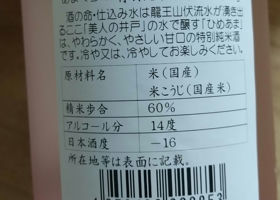 酒の命・仕込み水は龍王山伏流水が湧き出
るここ「美人の井戸」の水で醸す「ひめあま」
は、やわらかく、やさしい甘口の特別純米酒
です。冷や又は、冷やしてお楽しみください。
原材料名 米(国産)
米こうじ(国産米)
精米歩合 60%
アルコール分 14度
日本酒度 −16
所在地等は表面に記載。